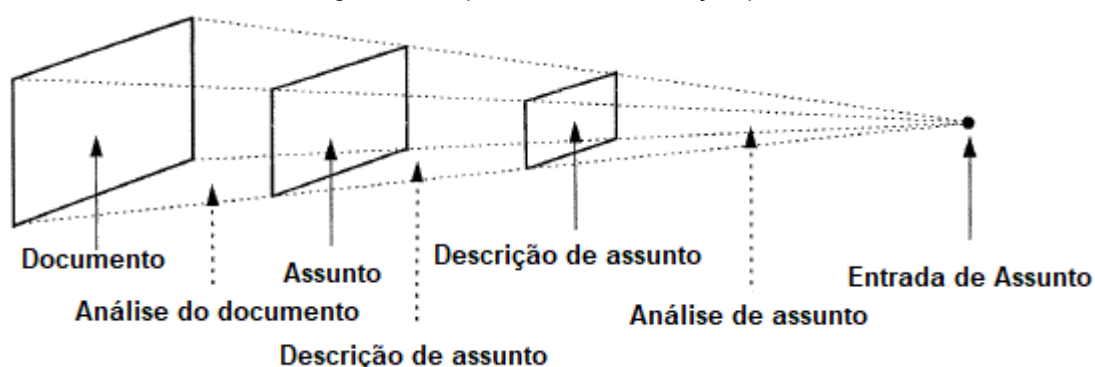 Documento
Assunto
Descrição de assunto
Entrada de Assunto
Análise do documento
Análise de assunto
Descrição de assunto